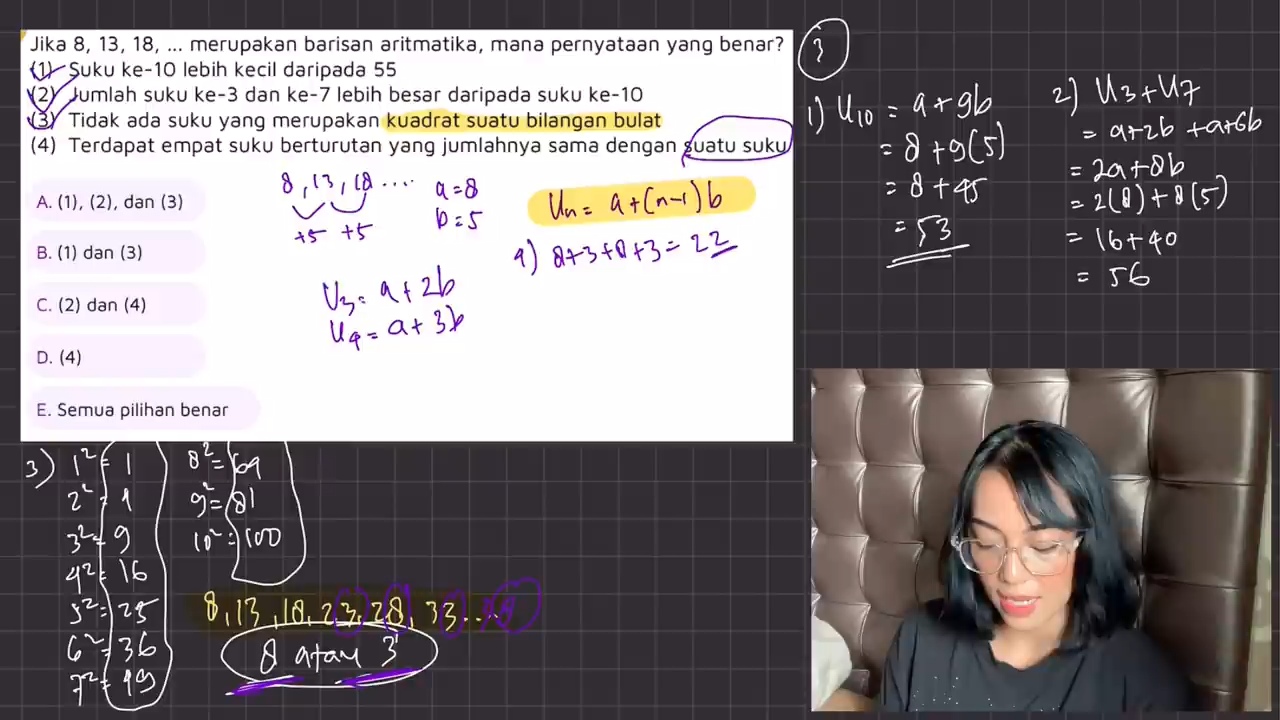 Jika 8, 13, 18, ... merupakan barisan aritmatika, mana pernyataan yang benar?
(1) Suku ke-10 lebih kecil daripada 55
(2) Jumlah suku ke-3 dan ke-7 lebih besar daripada suku ke-10
(3) Tidak ada suku yang merupakan kuadrat suatu bilangan bulat
(4) Terdapat empat suku berturutan yang jumlahnya sama dengan suatu suku
A. (1), (2), dan (3)
B. (1) dan (3)
C. (2) dan (4)
D. (4)
E. Semua pilihan benar
8, 13, 18 ....
+5 +5
a = 8
b = 5
Un = a + (n-1) b
4) 8+3+8+3 = 22
U3 = a + 2b
U4 = a + 3b
3
1) U10 = a + 9b
= 8 + 9(5)
= 8 + 45
= 53
2) U3 + U7
= a+2b + a+6b
= 2a + 8b
= 2(8) + 8(5)
= 16 + 40
= 56
3) 1² = 1
2² = 4
3² = 9
4² = 16
5² = 25
6² = 36
7² = 49
8² = 64
9² = 81
10² = 100
8, 13, 18, 23, 28, 33 ...
8 atau 3